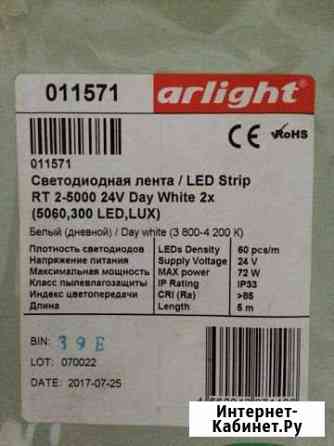 011571 arlight
CE RoHS
011571
Светодиодная лента / LED Strip
RT 2-5000 24V Day White 2x
(5060,300 LED,LUX)
Белый (дневной) / Day white (3 800-4 200 K)
Плотность светодиодов LEDs Density 60 pcs/m
Напряжение питания Supply Voltage 24 V
Максимальная мощность MAX power 72 W
Класс пылевлагозащиты IP Rating IP33
Индекс цветопередачи CRI (Ra) >85
Длина Length 5 m
BIN: 39E
LOT: 070022
DATE: 2017-07-25
Интернет-
Кабинет.Ру